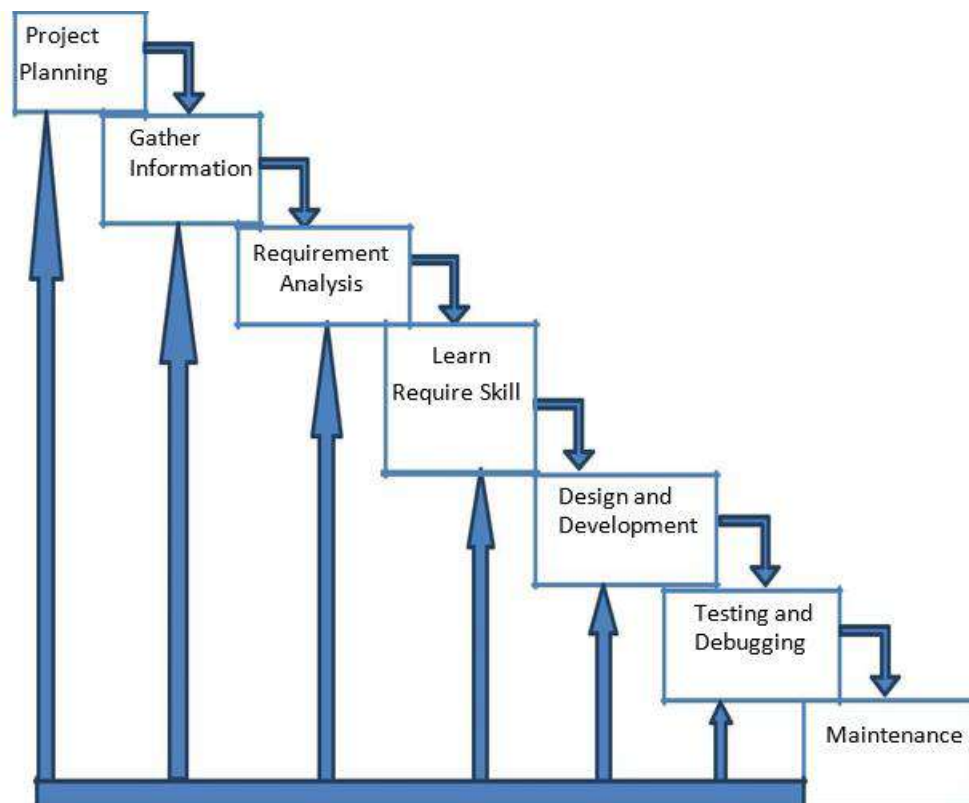 Project
Planning
Gather
Information
Requirement
Analysis
Learn
Require Skill
Design and
Development
Testing and
Debugging
Maintenance